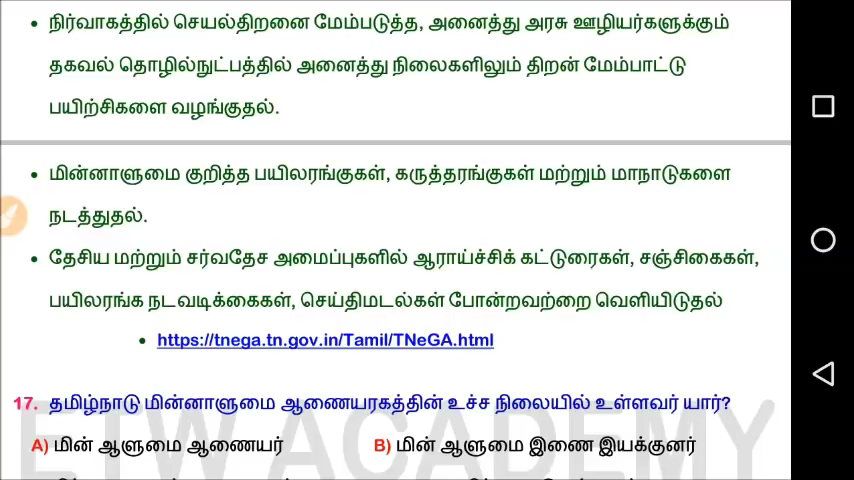 • நிர்வாகத்தில் செயல்திறனை மேம்படுத்த, அனைத்து அரசு ஊழியர்களுக்கும்
தகவல் தொழில்நுட்பத்தில் அனைத்து நிலைகளிலும் திறன் மேம்பாட்டு
பயிற்சிகளை வழங்குதல்.
• மின்னாளுமை குறித்த பயிலரங்குகள், கருத்தரங்குகள் மற்றும் மாநாடுகளை
நடத்துதல்.
• தேசிய மற்றும் சர்வதேச அமைப்புகளில் ஆராய்ச்சிக் கட்டுரைகள், சஞ்சிகைகள்,
பயிலரங்க நடவடிக்கைகள், செய்திமடல்கள் போன்றவற்றை வெளியிடுதல்
• https://tnega.tn.gov.in/Tamil/TNeGA.html
17. தமிழ்நாடு மின்னாளுமை ஆணையரகத்தின் உச்ச நிலையில் உள்ளவர் யார்?
A) மின் ஆளுமை ஆணையர் B) மின் ஆளுமை இணை இயக்குனர்
ETW ACADEMY